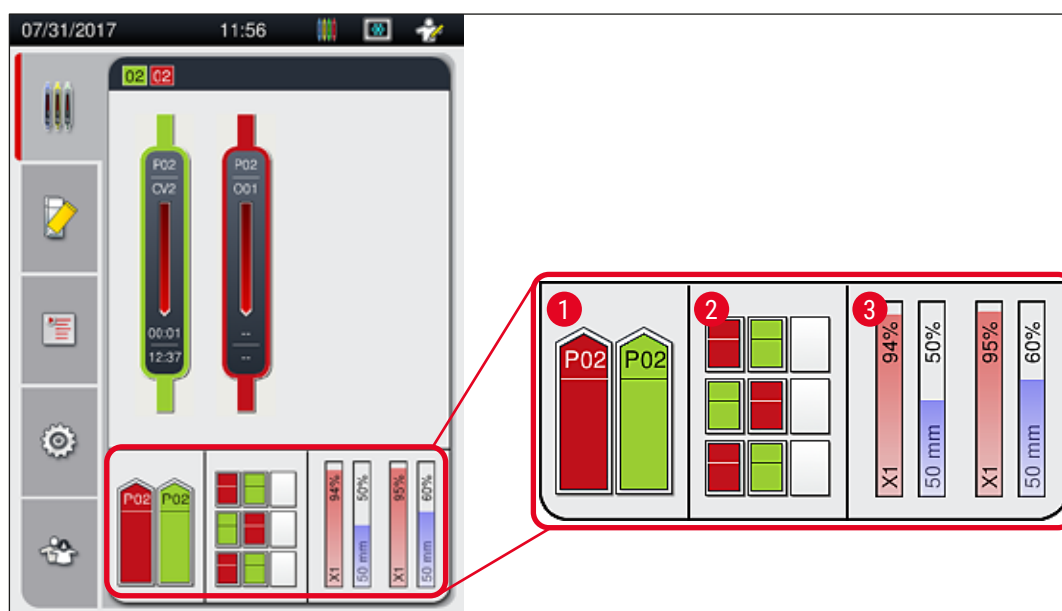 07/31/2017 11:56
02 02
P02 P02
CV2 O01
00:01 --
12:37 --
P02 P02
X1 94%
50 mm 50%
X1 95%
50 mm 60%
1 2 3
P02 P02
X1 94%
50 mm 50%
X1 95%
50 mm 60%